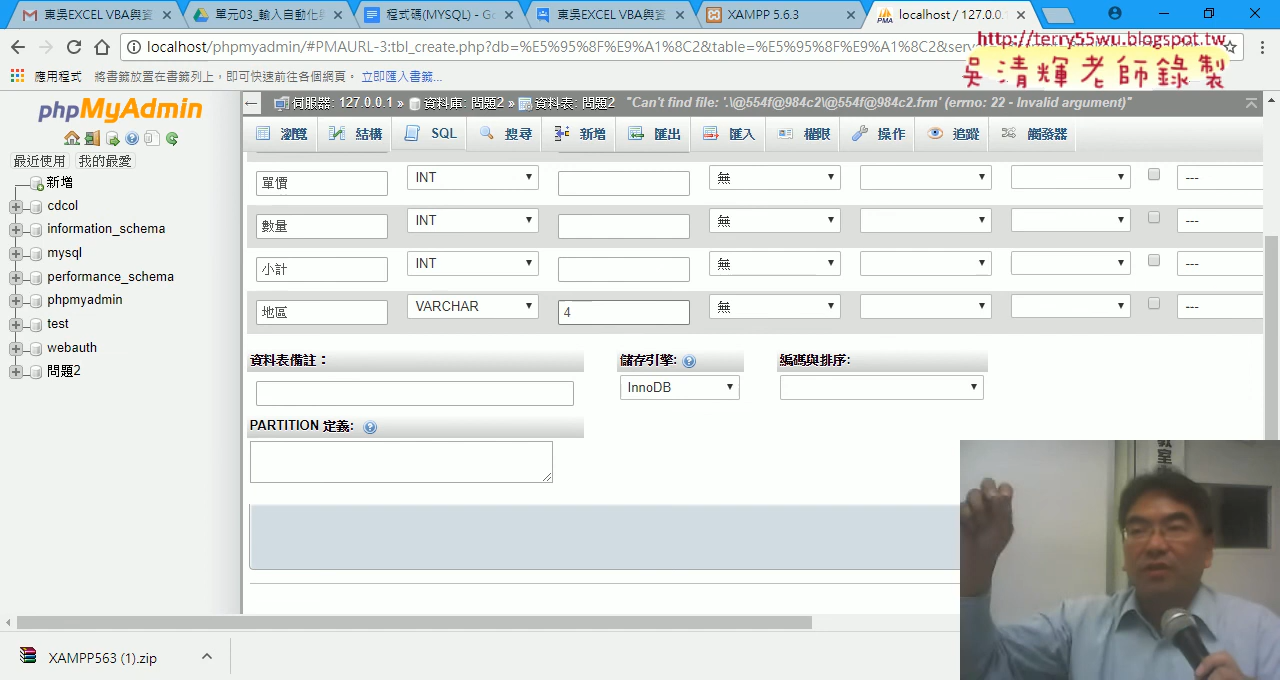 東吳EXCEL VBA與資
單元03_輸入自動化
程式碼(MYSQL) - Go
東吳EXCEL VBA與資
XAMPP 5.6.3
localhost / 127.0.0.
localhost/phpmyadmin/#PMAURL-3:tbl_create.php?db=%E5%95%8F%E9%A1%8C2&table=%E5%95%8F%E9%A1%8C2&serv
http://terry55wu.blogspot.tw
吳清輝老師錄製
應用程式 將書籤放置在書籤列上，即可快速前往各個網頁。 立即匯入書籤...
phpMyAdmin
最近使用 我的最愛
新增
cdcol
information_schema
mysql
performance_schema
phpmyadmin
test
webauth
問題2
伺服器: 127.0.0.1 » 資料庫: 問題2 » 資料表: 問題2 "Can't find file: '.\@554f@984c2\@554f@984c2.frm' (errno: 22 - Invalid argument)"
瀏覽 結構 SQL 搜尋 新增 匯出 匯入 權限 操作 追蹤 觸發器
單價 INT 無 ---
數量 INT 無 ---
小計 INT 無 ---
地區 VARCHAR 4 無 ---
資料表備註： 儲存引擎: 編碼與排序:
InnoDB
PARTITION 定義:
XAMPP563 (1).zip